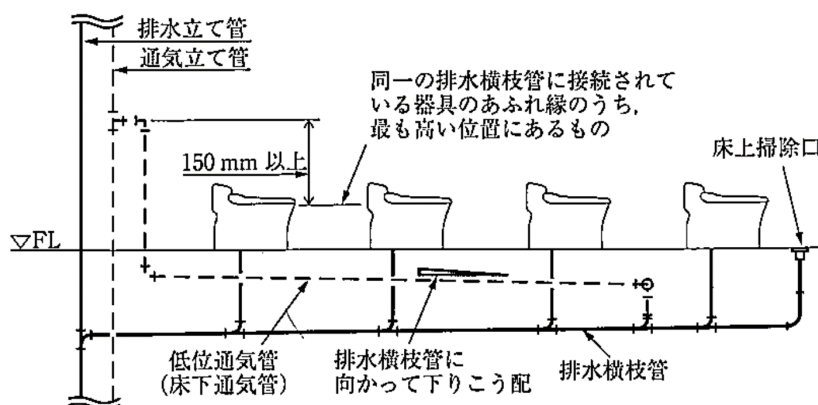 排水立て管
通気立て管
同一の排水横枝管に接続されて
いる器具のあふれ縁のうち,
最も高い位置にあるもの
150 mm 以上
床上掃除口
▽FL
低位通気管
(床下通気管)
排水横枝管に
向かって下りこう配
排水横枝管